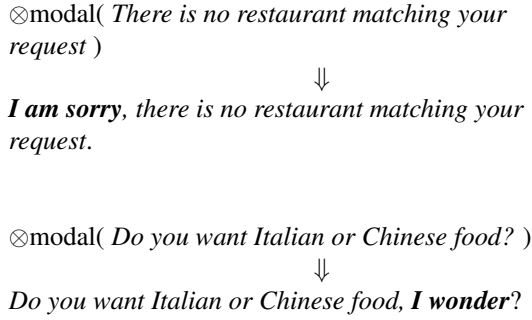 ⊗modal( There is no restaurant matching your
request )
⇓
I am sorry, there is no restaurant matching your
request.
⊗modal( Do you want Italian or Chinese food? )
⇓
Do you want Italian or Chinese food, I wonder?